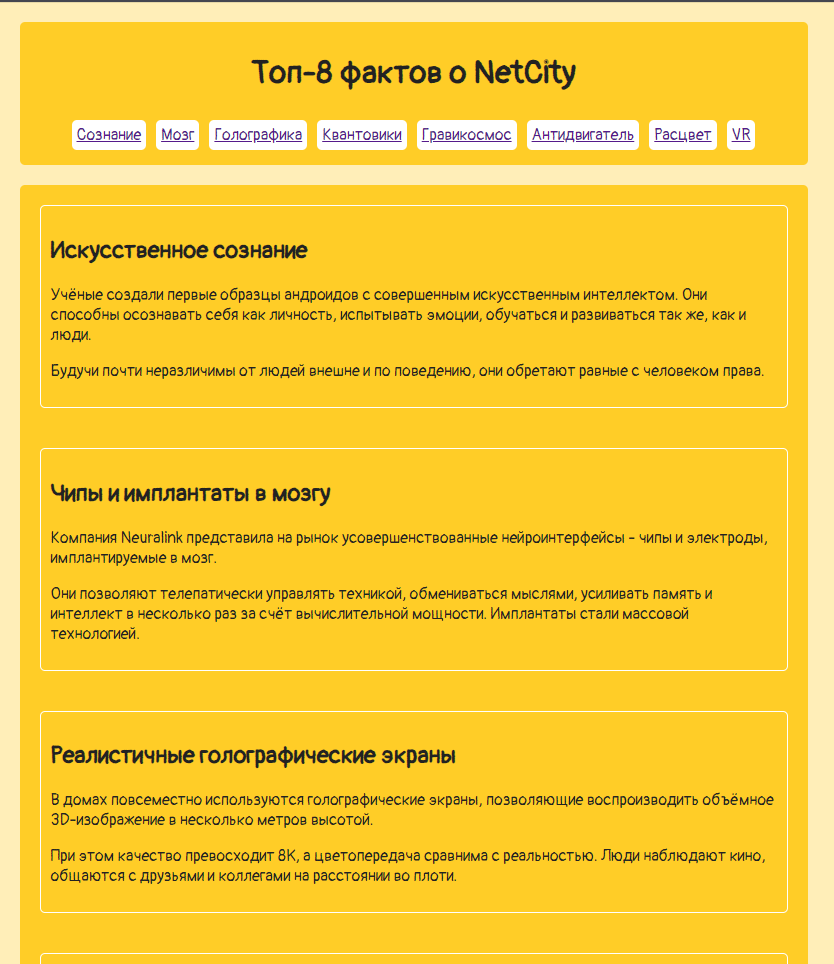 Топ-8 фактов о NetCity
Сознание Мозг Голографика Квантовики Гравикосмос Антидвигатель Расцвет VR
Искусственное сознание
Учёные создали первые образцы андроидов с совершенным искусственным интеллектом. Они
способны осознавать себя как личность, испытывать эмоции, обучаться и развиваться так же, как и
люди.
Будучи почти неразличимы от людей внешне и по поведению, они обретают равные с человеком права.
Чипы и имплантаты в мозгу
Компания Neuralink представила на рынок усовершенствованные нейроинтерфейсы - чипы и электроды,
имплантируемые в мозг.
Они позволяют телепатически управлять техникой, обмениваться мыслями, усиливать память и
интеллект в несколько раз за счёт вычислительной мощности. Имплантаты стали массовой
технологией.
Реалистичные голографические экраны
В домах повсеместно используются голографические экраны, позволяющие воспроизводить объёмное
3D-изображение в несколько метров высотой.
При этом качество превосходит 8K, а цветопередача сравнима с реальностью. Люди наблюдают кино,
общаются с друзьями и коллегами на расстоянии во плоти.